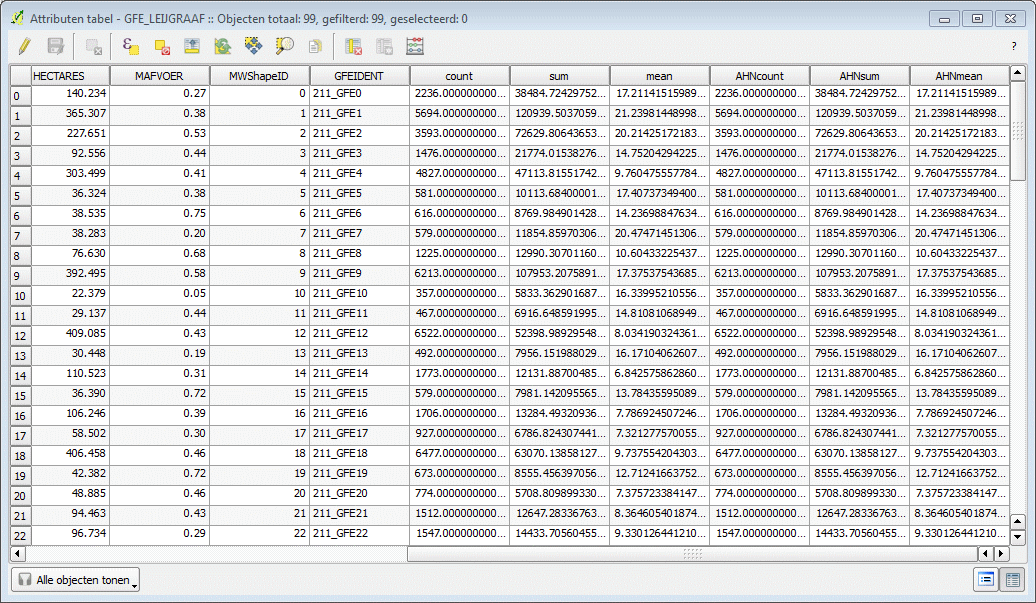 Attributen tabel - GFE_LEIJGRAAF :: Objecten totaal: 99, gefilterd: 99, geselecteerd: 0
?
HECTARES MAFVOER MWShapeID GFEIDENT count sum mean AHNcount AHNsum AHNmean
0 140.234 0.27 0 211_GFE0 2236.000000000... 38484.72429752... 17.21141515989... 2236.000000000... 38484.72429752... 17.21141515989...
1 365.307 0.38 1 211_GFE1 5694.000000000... 120939.5037059... 21.23981448998... 5694.000000000... 120939.5037059... 21.23981448998...
2 227.651 0.53 2 211_GFE2 3593.000000000... 72629.80643653... 20.21425172183... 3593.000000000... 72629.80643653... 20.21425172183...
3 92.556 0.44 3 211_GFE3 1476.000000000... 21774.01538276... 14.75204294225... 1476.000000000... 21774.01538276... 14.75204294225...
4 303.499 0.41 4 211_GFE4 4827.000000000... 47113.81551742... 9.760475557784... 4827.000000000... 47113.81551742... 9.760475557784...
5 36.324 0.38 5 211_GFE5 581.0000000000... 10113.68400001... 17.40737349400... 581.0000000000... 10113.68400001... 17.40737349400...
6 38.535 0.75 6 211_GFE6 616.0000000000... 8769.984901428... 14.23698847634... 616.0000000000... 8769.984901428... 14.23698847634...
7 38.283 0.20 7 211_GFE7 579.0000000000... 11854.85970306... 20.47471451306... 579.0000000000... 11854.85970306... 20.47471451306...
8 76.630 0.68 8 211_GFE8 1225.000000000... 12990.30701160... 10.60433225437... 1225.000000000... 12990.30701160... 10.60433225437...
9 392.495 0.58 9 211_GFE9 6213.000000000... 107953.2075891... 17.37537543685... 6213.000000000... 107953.2075891... 17.37537543685...
10 22.379 0.05 10 211_GFE10 357.0000000000... 5833.362901687... 16.33995210556... 357.0000000000... 5833.362901687... 16.33995210556...
11 29.137 0.44 11 211_GFE11 467.0000000000... 6916.648591995... 14.81081068949... 467.0000000000... 6916.648591995... 14.81081068949...
12 409.085 0.43 12 211_GFE12 6522.000000000... 52398.98929548... 8.034190324361... 6522.000000000... 52398.98929548... 8.034190324361...
13 30.448 0.19 13 211_GFE13 492.0000000000... 7956.151988029... 16.17104062607... 492.0000000000... 7956.151988029... 16.17104062607...
14 110.523 0.31 14 211_GFE14 1773.000000000... 12131.88700485... 6.842575862860... 1773.000000000... 12131.88700485... 6.842575862860...
15 36.390 0.72 15 211_GFE15 579.0000000000... 7981.142095565... 13.78435595089... 579.0000000000... 7981.142095565... 13.78435595089...
16 106.246 0.39 16 211_GFE16 1706.000000000... 13284.49320936... 7.786924507246... 1706.000000000... 13284.49320936... 7.786924507246...
17 58.502 0.30 17 211_GFE17 927.0000000000... 6786.824307441... 7.321277570055... 927.0000000000... 6786.824307441... 7.321277570055...
18 406.458 0.46 18 211_GFE18 6477.000000000... 63070.13858127... 9.737554204303... 6477.000000000... 63070.13858127... 9.737554204303...
19 42.382 0.72 19 211_GFE19 673.0000000000... 8555.456397056... 12.71241663752... 673.0000000000... 8555.456397056... 12.71241663752...
20 48.885 0.46 20 211_GFE20 774.0000000000... 5708.809899330... 7.375723384147... 774.0000000000... 5708.809899330... 7.375723384147...
21 94.463 0.43 21 211_GFE21 1512.000000000... 12647.28336763... 8.364605401874... 1512.000000000... 12647.28336763... 8.364605401874...
22 96.734 0.29 22 211_GFE22 1547.000000000... 14433.70560455... 9.330126441210... 1547.000000000... 14433.70560455... 9.330126441210...
Alle objecten tonen